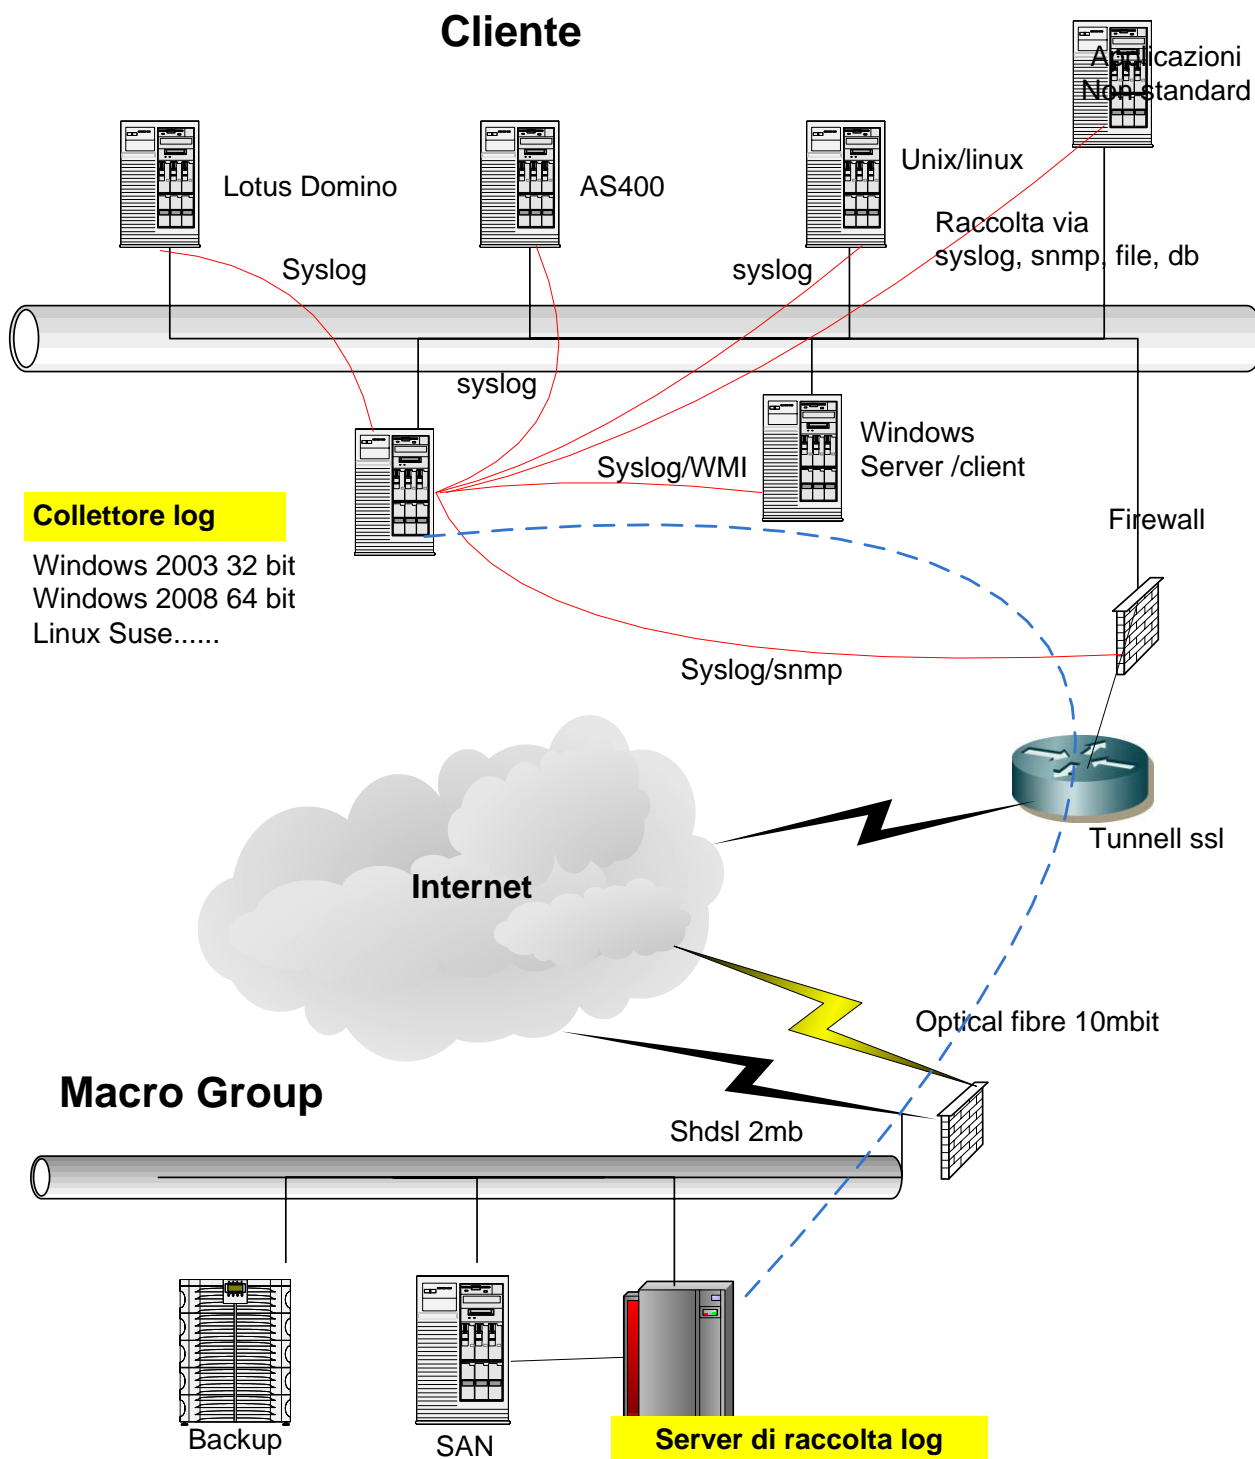 Cliente
Applicazioni
Non standard
Lotus Domino
AS400
Unix/linux
Raccolta via
syslog, snmp, file, db
Syslog
syslog
syslog
Windows
Server /client
Syslog/WMI
Collettore log
Windows 2003 32 bit
Windows 2008 64 bit
Linux Suse......
Firewall
Syslog/snmp
Tunnell ssl
Internet
Optical fibre 10mbit
Macro Group
Shdsl 2mb
Backup
SAN
Server di raccolta log